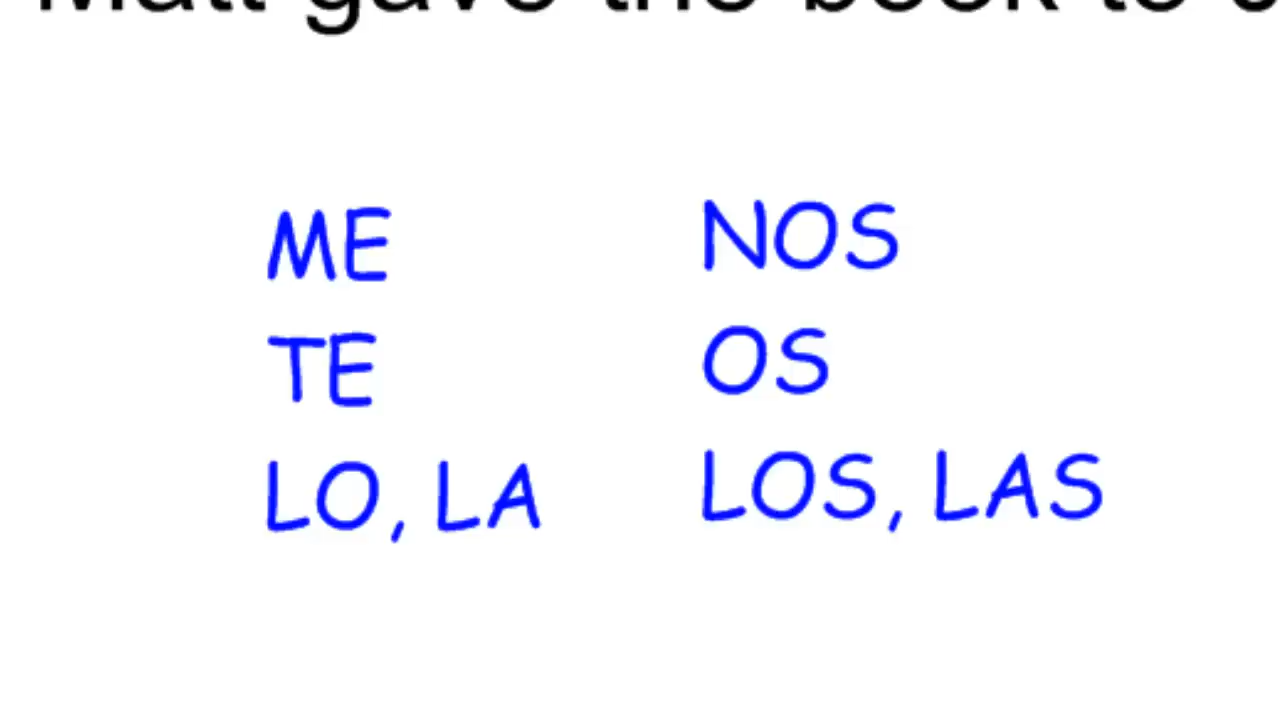 Matt gave the book to
ME NOS
TE OS
LO, LA LOS, LAS